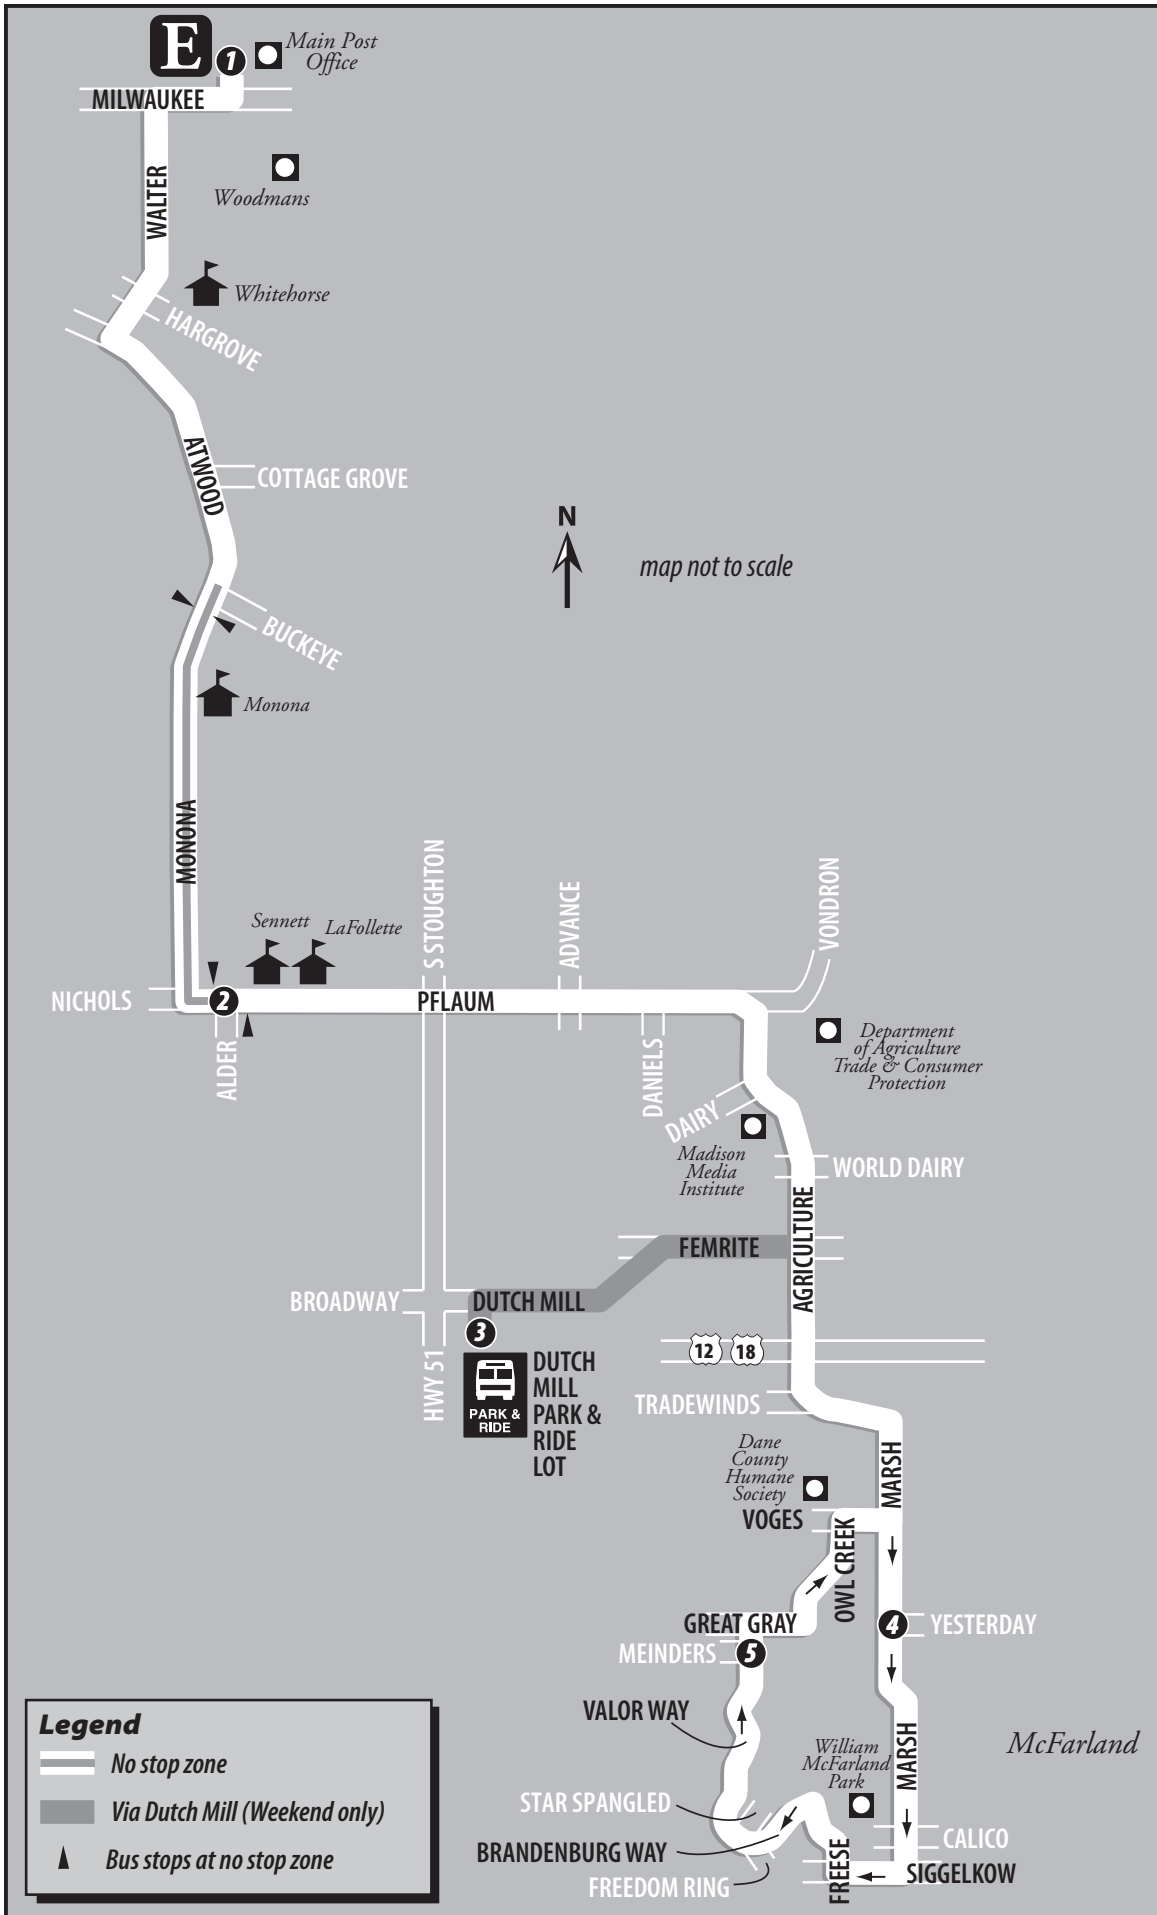 E
1
Main Post
Office
MILWAUKEE
WALTER
Woodmans
Whitehorse
HARGROVE
ATWOOD
COTTAGE GROVE
N
map not to scale
BUCKEYE
Monona
MONONA
S STOUGHTON
ADVANCE
VONDRON
Sennett
LaFollette
NICHOLS
2
PFLAUM
ALDER
DANIELS
Department
of Agriculture
Trade & Consumer
Protection
DAIRY
Madison
Media
Institute
WORLD DAIRY
AGRICULTURE
FEMRITE
BROADWAY
DUTCH MILL
3
HWY 51
12
18
PARK &
RIDE
DUTCH
MILL
PARK &
RIDE
LOT
TRADEWINDS
Dane
County
Humane
Society
MARSH
VOGES
OWL CREEK
GREAT GRAY
4
YESTERDAY
MEINDERS
5
VALOR WAY
William
McFarland
Park
MARSH
McFarland
STAR SPANGLED
BRANDENBURG WAY
FREEDOM RING
FREESE
CALICO
SIGGELKOW
Legend
No stop zone
Via Dutch Mill (Weekend only)
Bus stops at no stop zone